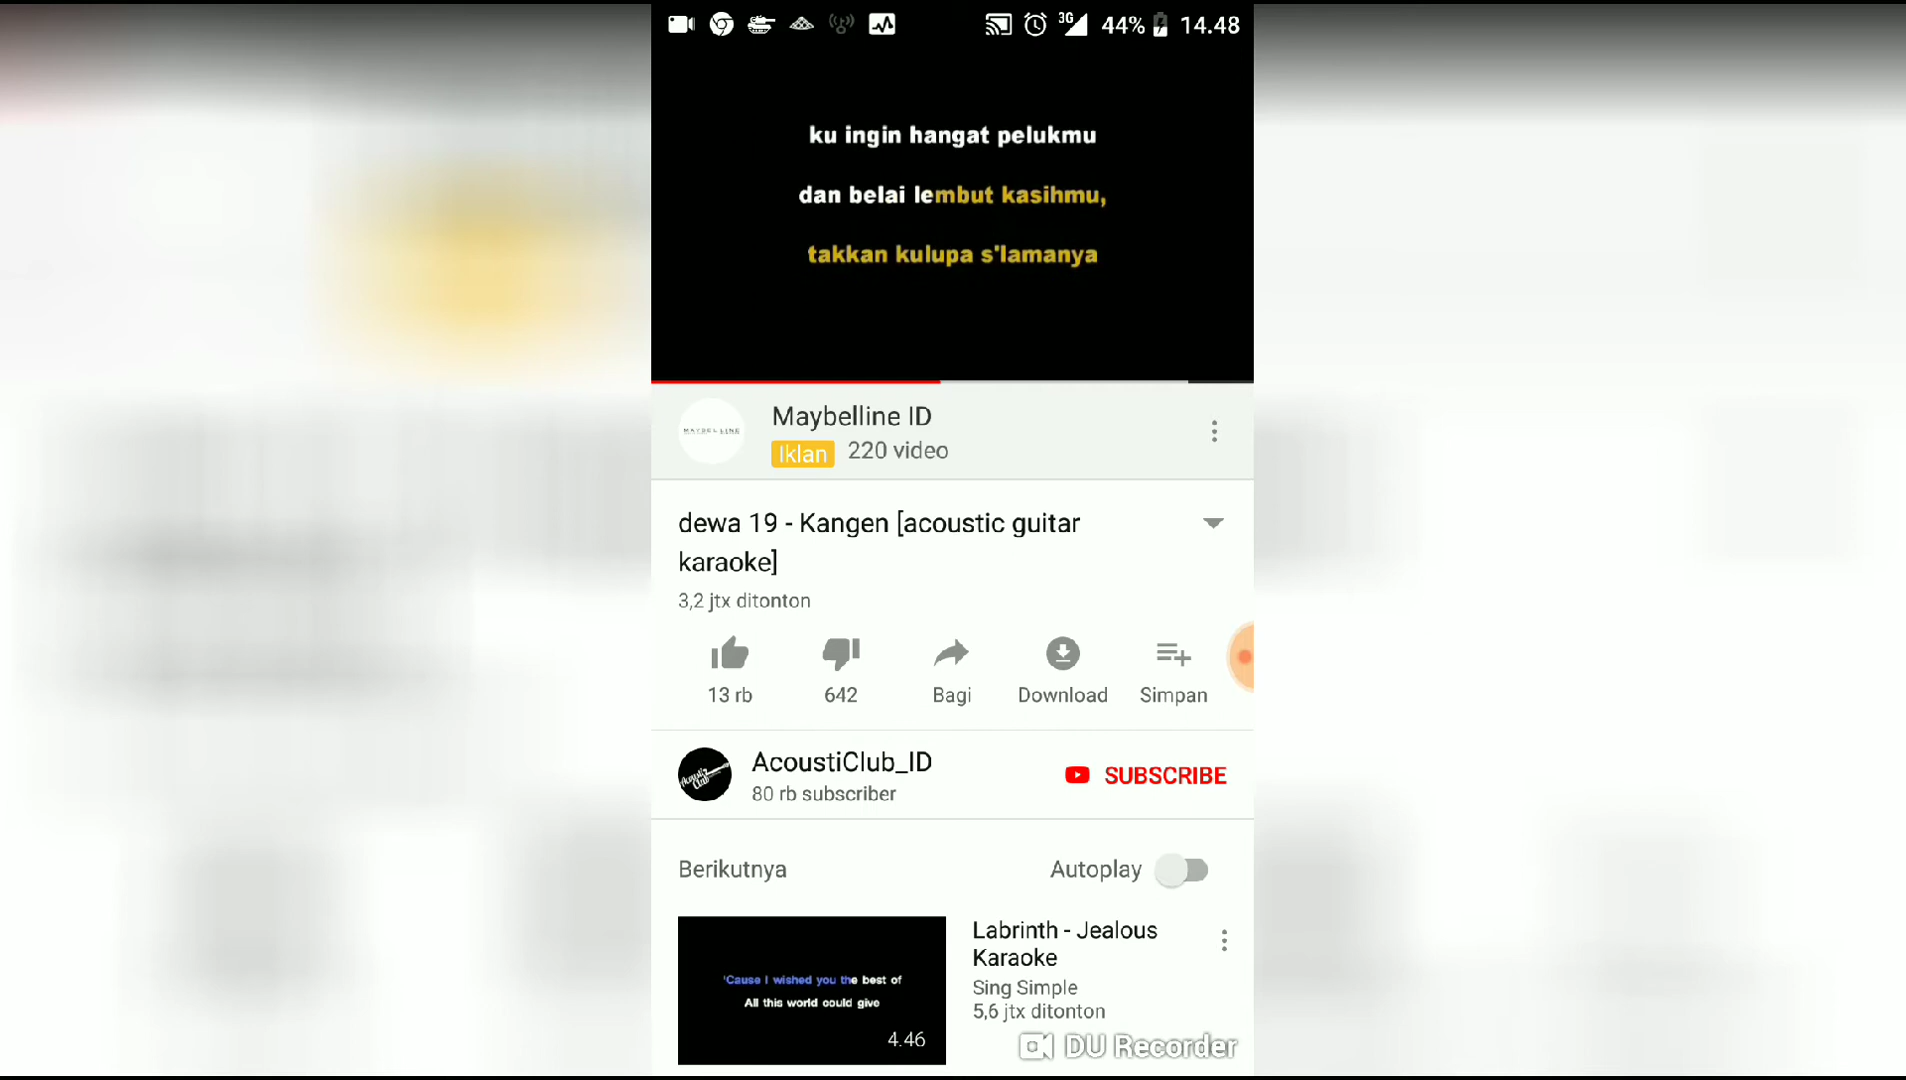 3G 44% 14.48
ku ingin hangat pelukmu
dan belai lembut kasihmu,
takkan kulupa s'lamanya
MAYBELLINE
Maybelline ID
Iklan 220 video
dewa 19 - Kangen [acoustic guitar
karaoke]
3,2 jtx ditonton
13 rb 642 Bagi Download Simpan
Acousti Club
AcoustiClub_ID
80 rb subscriber
SUBSCRIBE
Berikutnya Autoplay
'Cause I wished you the best of
All this world could give
4.46
Labrinth - Jealous
Karaoke
Sing Simple
5,6 jtx ditonton
DU Recorder